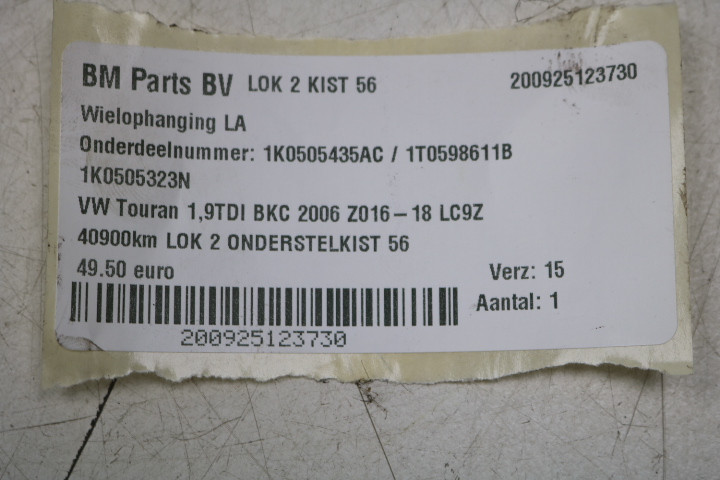 BM Parts BV LOK 2 KIST 56 200925123730
Wielophanging LA
Onderdeelnummer: 1K0505435AC / 1T0598611B
1K0505323N
VW Touran 1,9TDI BKC 2006 Z016-18 LC9Z
40900km LOK 2 ONDERSTELKIST 56
49.50 euro Verz: 15
Aantal: 1
200925123730